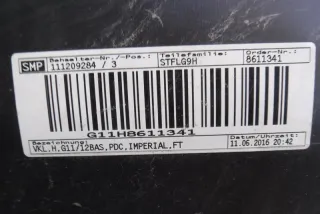 SMP Behaelter-Nr./-Pos.: Teilefamilie: Order-Nr.:
111209284 / 3 STFLG9H 8611341
G11H8611341
Bezeichnung: Datum/Uhrzeit:
VKL,H,G11/12BAS,PDC,IMPERIAL,FT 11.06.2016 20:42